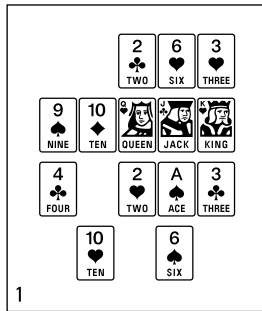 2 6 3
TWO SIX THREE
9 10 Q J K
NINE TEN QUEEN JACK KING
4 2 A 3
FOUR TWO ACE THREE
10 6
TEN SIX
1